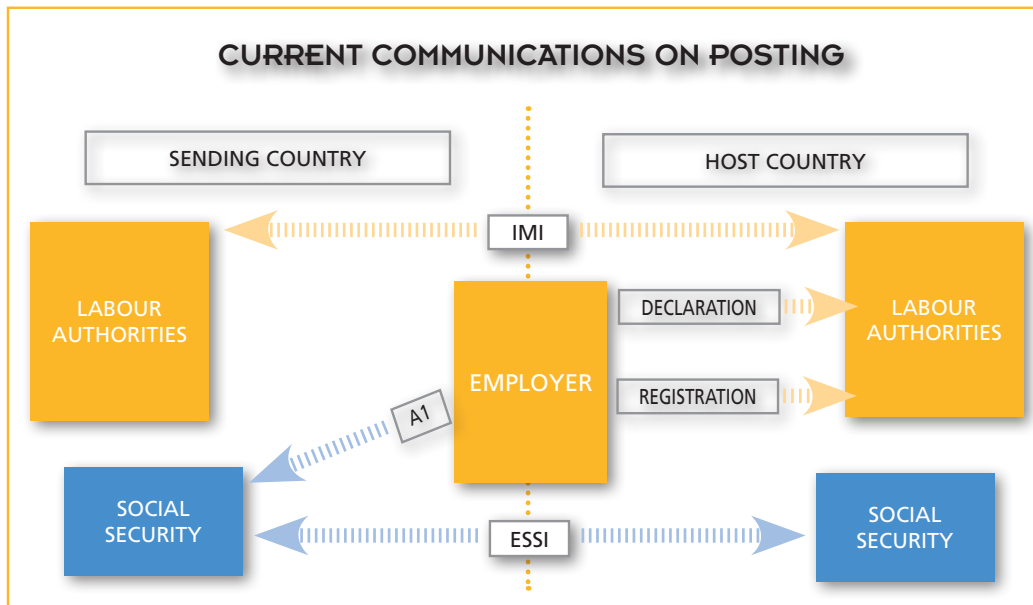 CURRENT COMMUNICATIONS ON POSTING
SENDING COUNTRY
HOST COUNTRY
IMI
LABOUR
AUTHORITIES
EMPLOYER
DECLARATION
REGISTRATION
LABOUR
AUTHORITIES
A1
SOCIAL
SECURITY
ESSI
SOCIAL
SECURITY